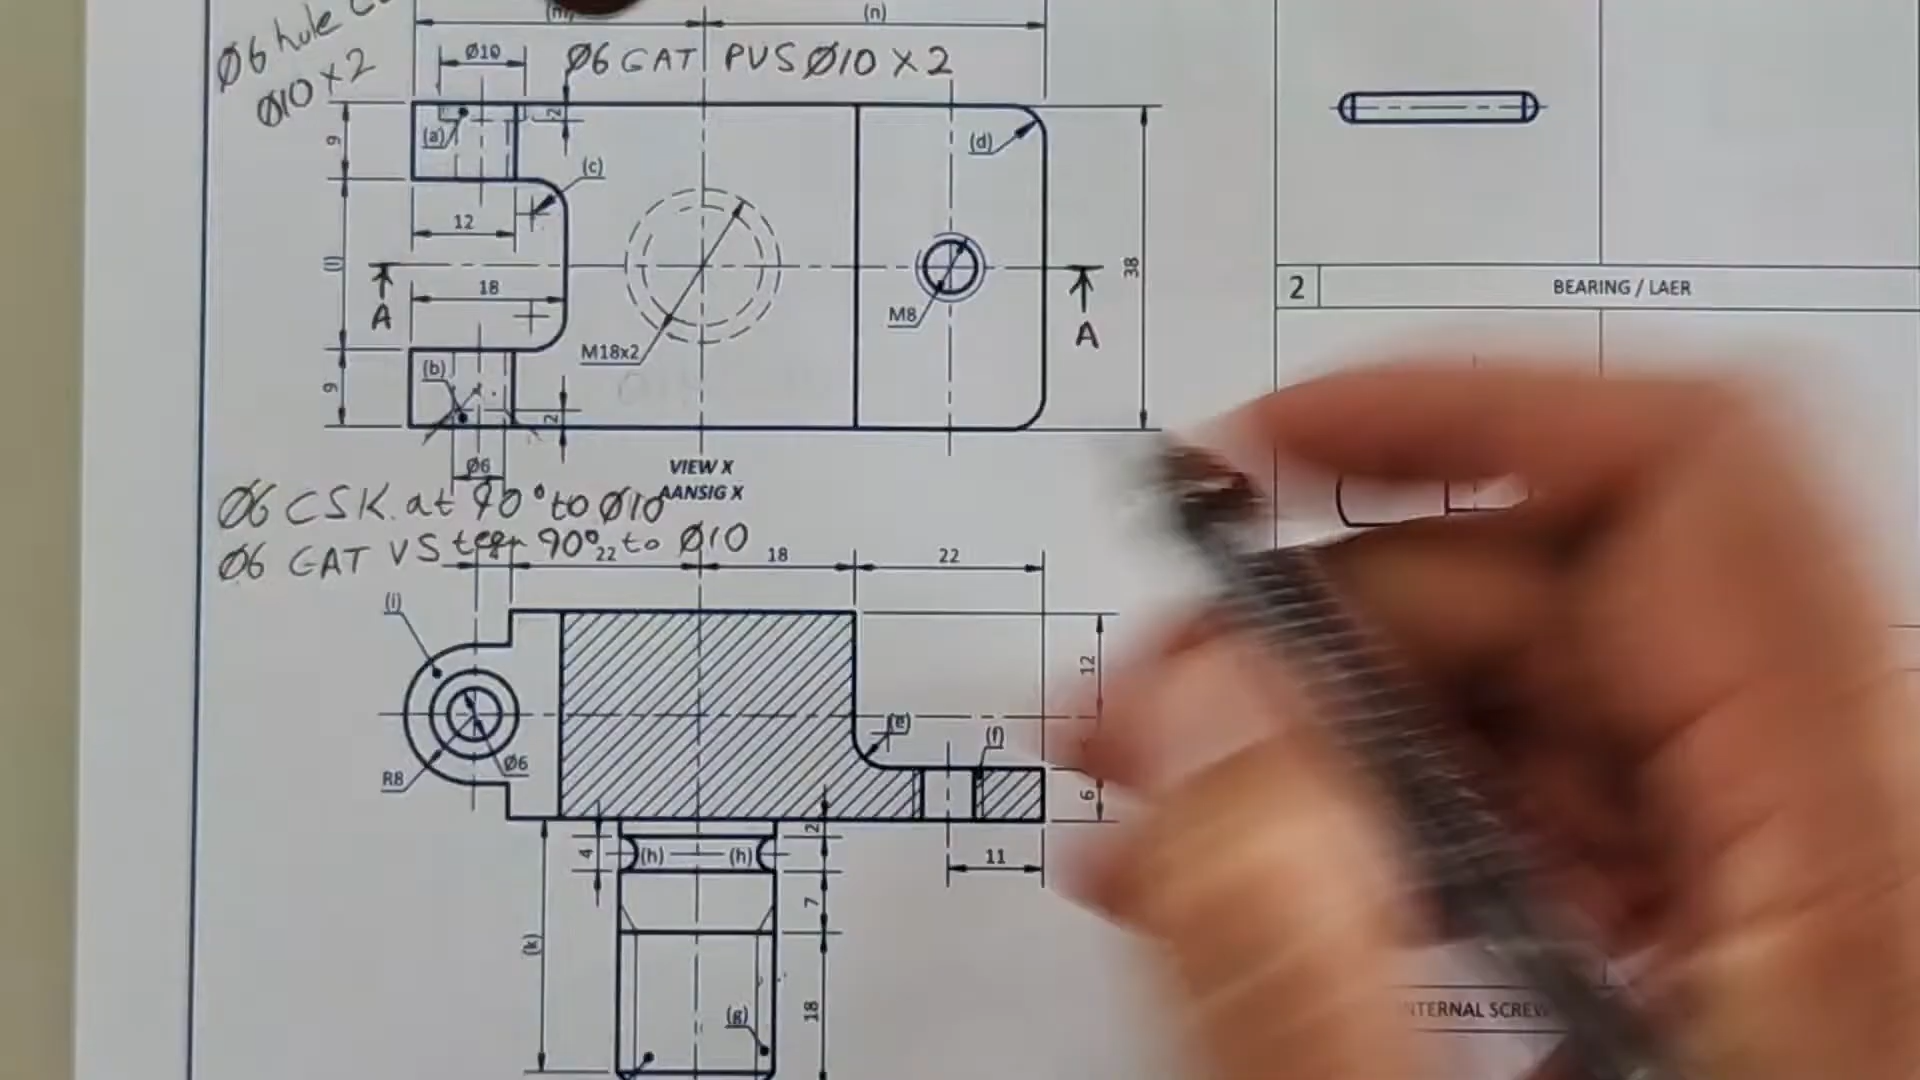 (m)
(n)
Ø6 hole
Ø10 x 2
Ø10
Ø6 GAT PVS Ø10 x 2
9
(a)
2
(d)
(c)
12
(l)
A
18
38
M8
A
M18x2
9
(b)
2
Ø6
VIEW X
AANSIG X
Ø6 CSK. at 90° to Ø10
Ø6 GAT VS teen 90° to Ø10
22
18
22
(i)
12
(e)
(f)
R8
Ø6
6
2
4
(h)
(h)
11
7
(k)
(g)
18
2
BEARING / LAER
NTERNAL SCREW